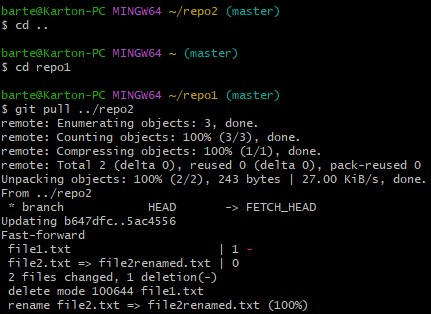 barte@Karton-PC MINGW64 ~/repo2 (master)
$ cd ..
barte@Karton-PC MINGW64 ~ (master)
$ cd repo1
barte@Karton-PC MINGW64 ~/repo1 (master)
$ git pull ../repo2
remote: Enumerating objects: 3, done.
remote: Counting objects: 100% (3/3), done.
remote: Compressing objects: 100% (1/1), done.
remote: Total 2 (delta 0), reused 0 (delta 0), pack-reused 0
Unpacking objects: 100% (2/2), 243 bytes | 27.00 KiB/s, done.
From ../repo2
 * branch            HEAD       -> FETCH_HEAD
Updating b647dfc..5ac4556
Fast-forward
 file1.txt                     | 1 -
 file2.txt => file2renamed.txt | 0
 2 files changed, 1 deletion(-)
 delete mode 100644 file1.txt
 rename file2.txt => file2renamed.txt (100%)